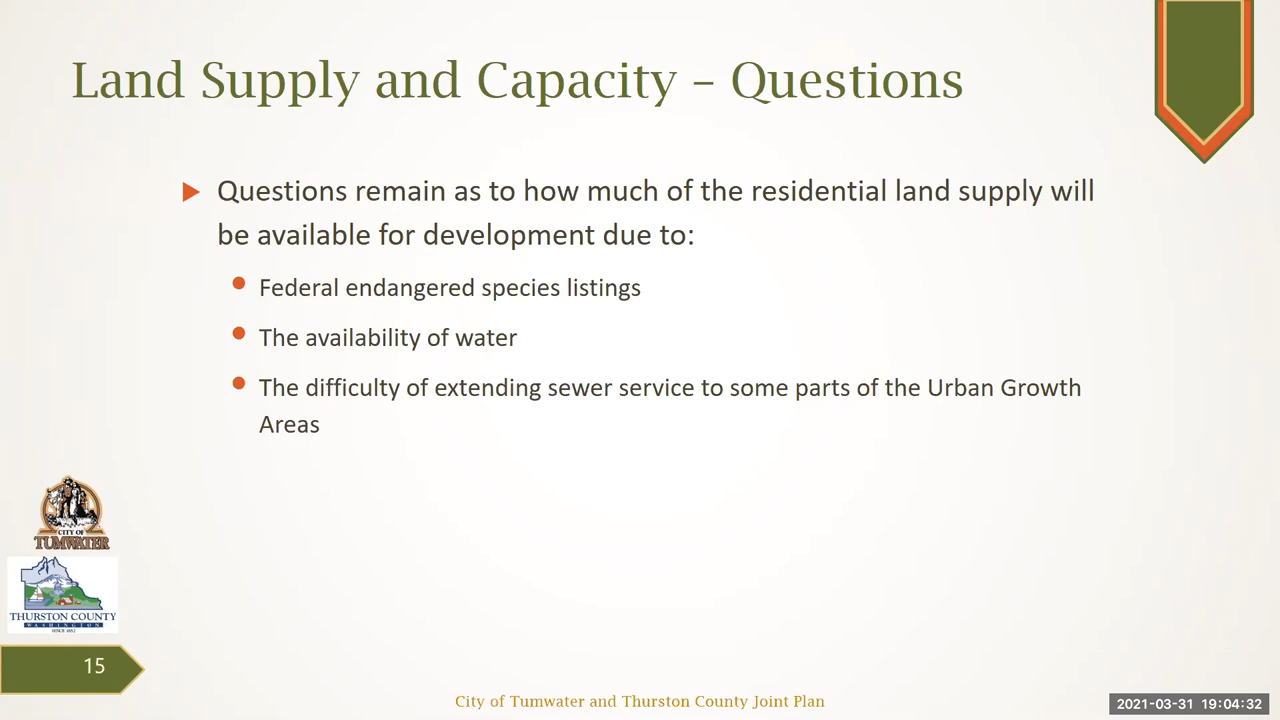 Land Supply and Capacity – Questions
Questions remain as to how much of the residential land supply will
be available for development due to:
Federal endangered species listings
The availability of water
The difficulty of extending sewer service to some parts of the Urban Growth
Areas
CITY OF
TUMWATER
THURSTON COUNTY
WASHINGTON
SINCE 1852
15
City of Tumwater and Thurston County Joint Plan
2021-03-31 19:04:32